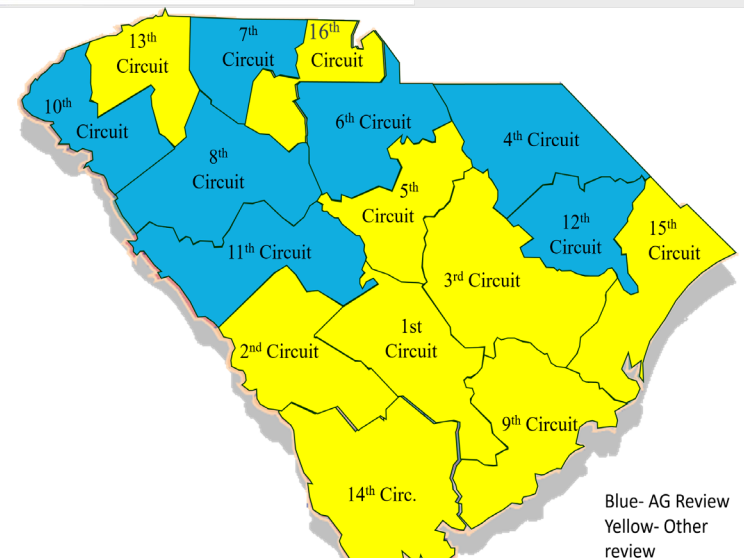 13th
Circuit
7th
Circuit
16th
Circuit
10th
Circuit
6th Circuit
4th Circuit
8th
Circuit
5th
Circuit
12th
Circuit
15th
Circuit
11th Circuit
3rd Circuit
1st
Circuit
2nd Circuit
9th Circuit
14th Circ.
Blue- AG Review
Yellow- Other
review